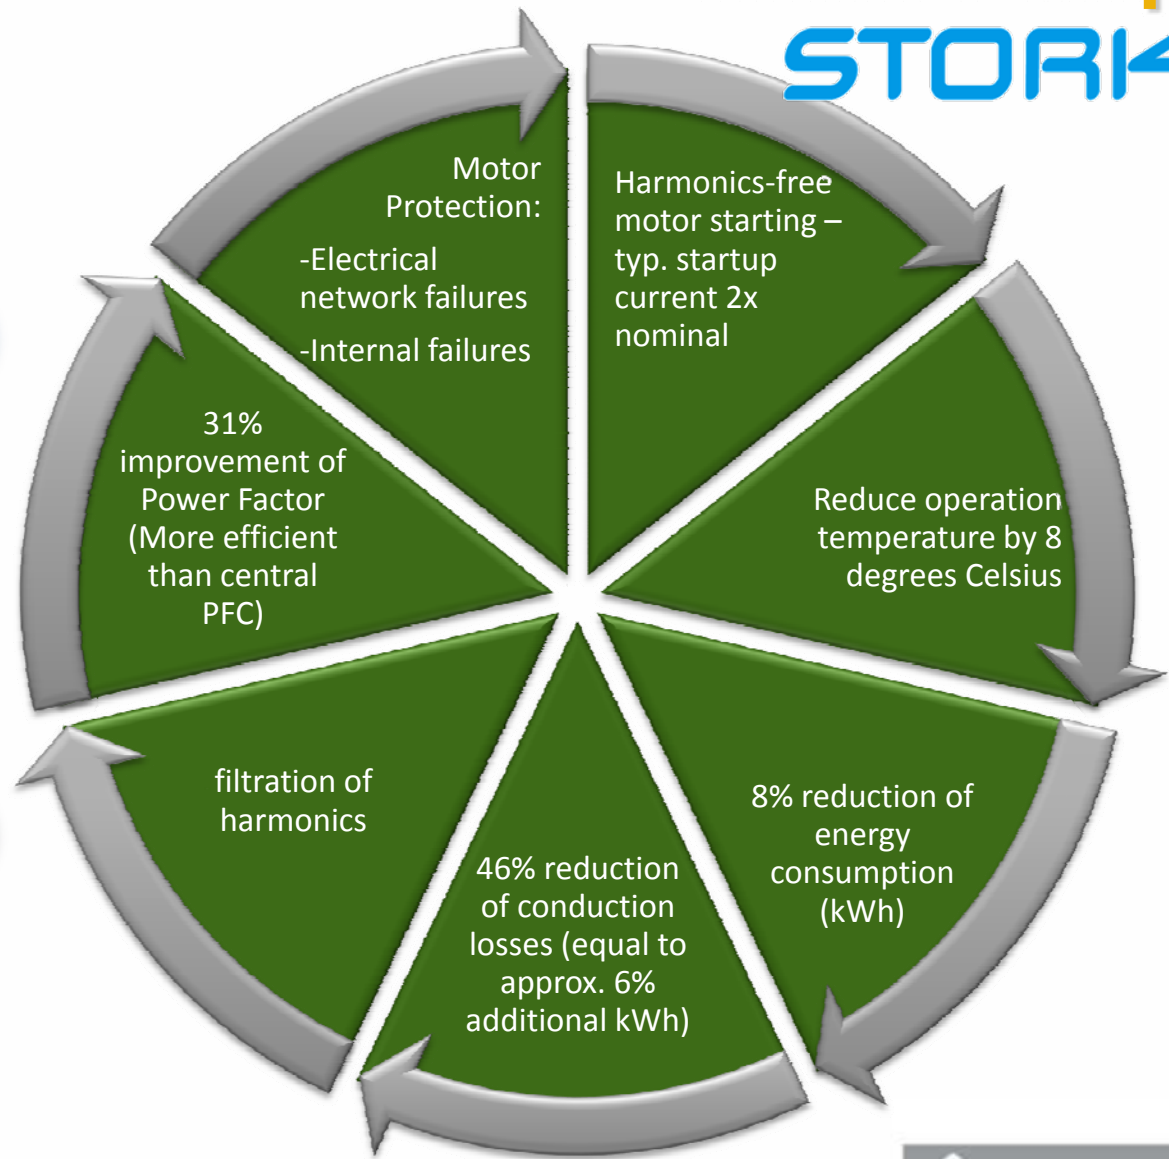 STORK
Harmonics-free
motor starting –
typ. startup
current 2x
nominal
Reduce operation
temperature by 8
degrees Celsius
8% reduction of
energy
consumption
(kWh)
46% reduction
of conduction
losses (equal to
approx. 6%
additional kWh)
filtration of
harmonics
31%
improvement of
Power Factor
(More efficient
than central
PFC)
Motor
Protection:
-Electrical
network failures
-Internal failures